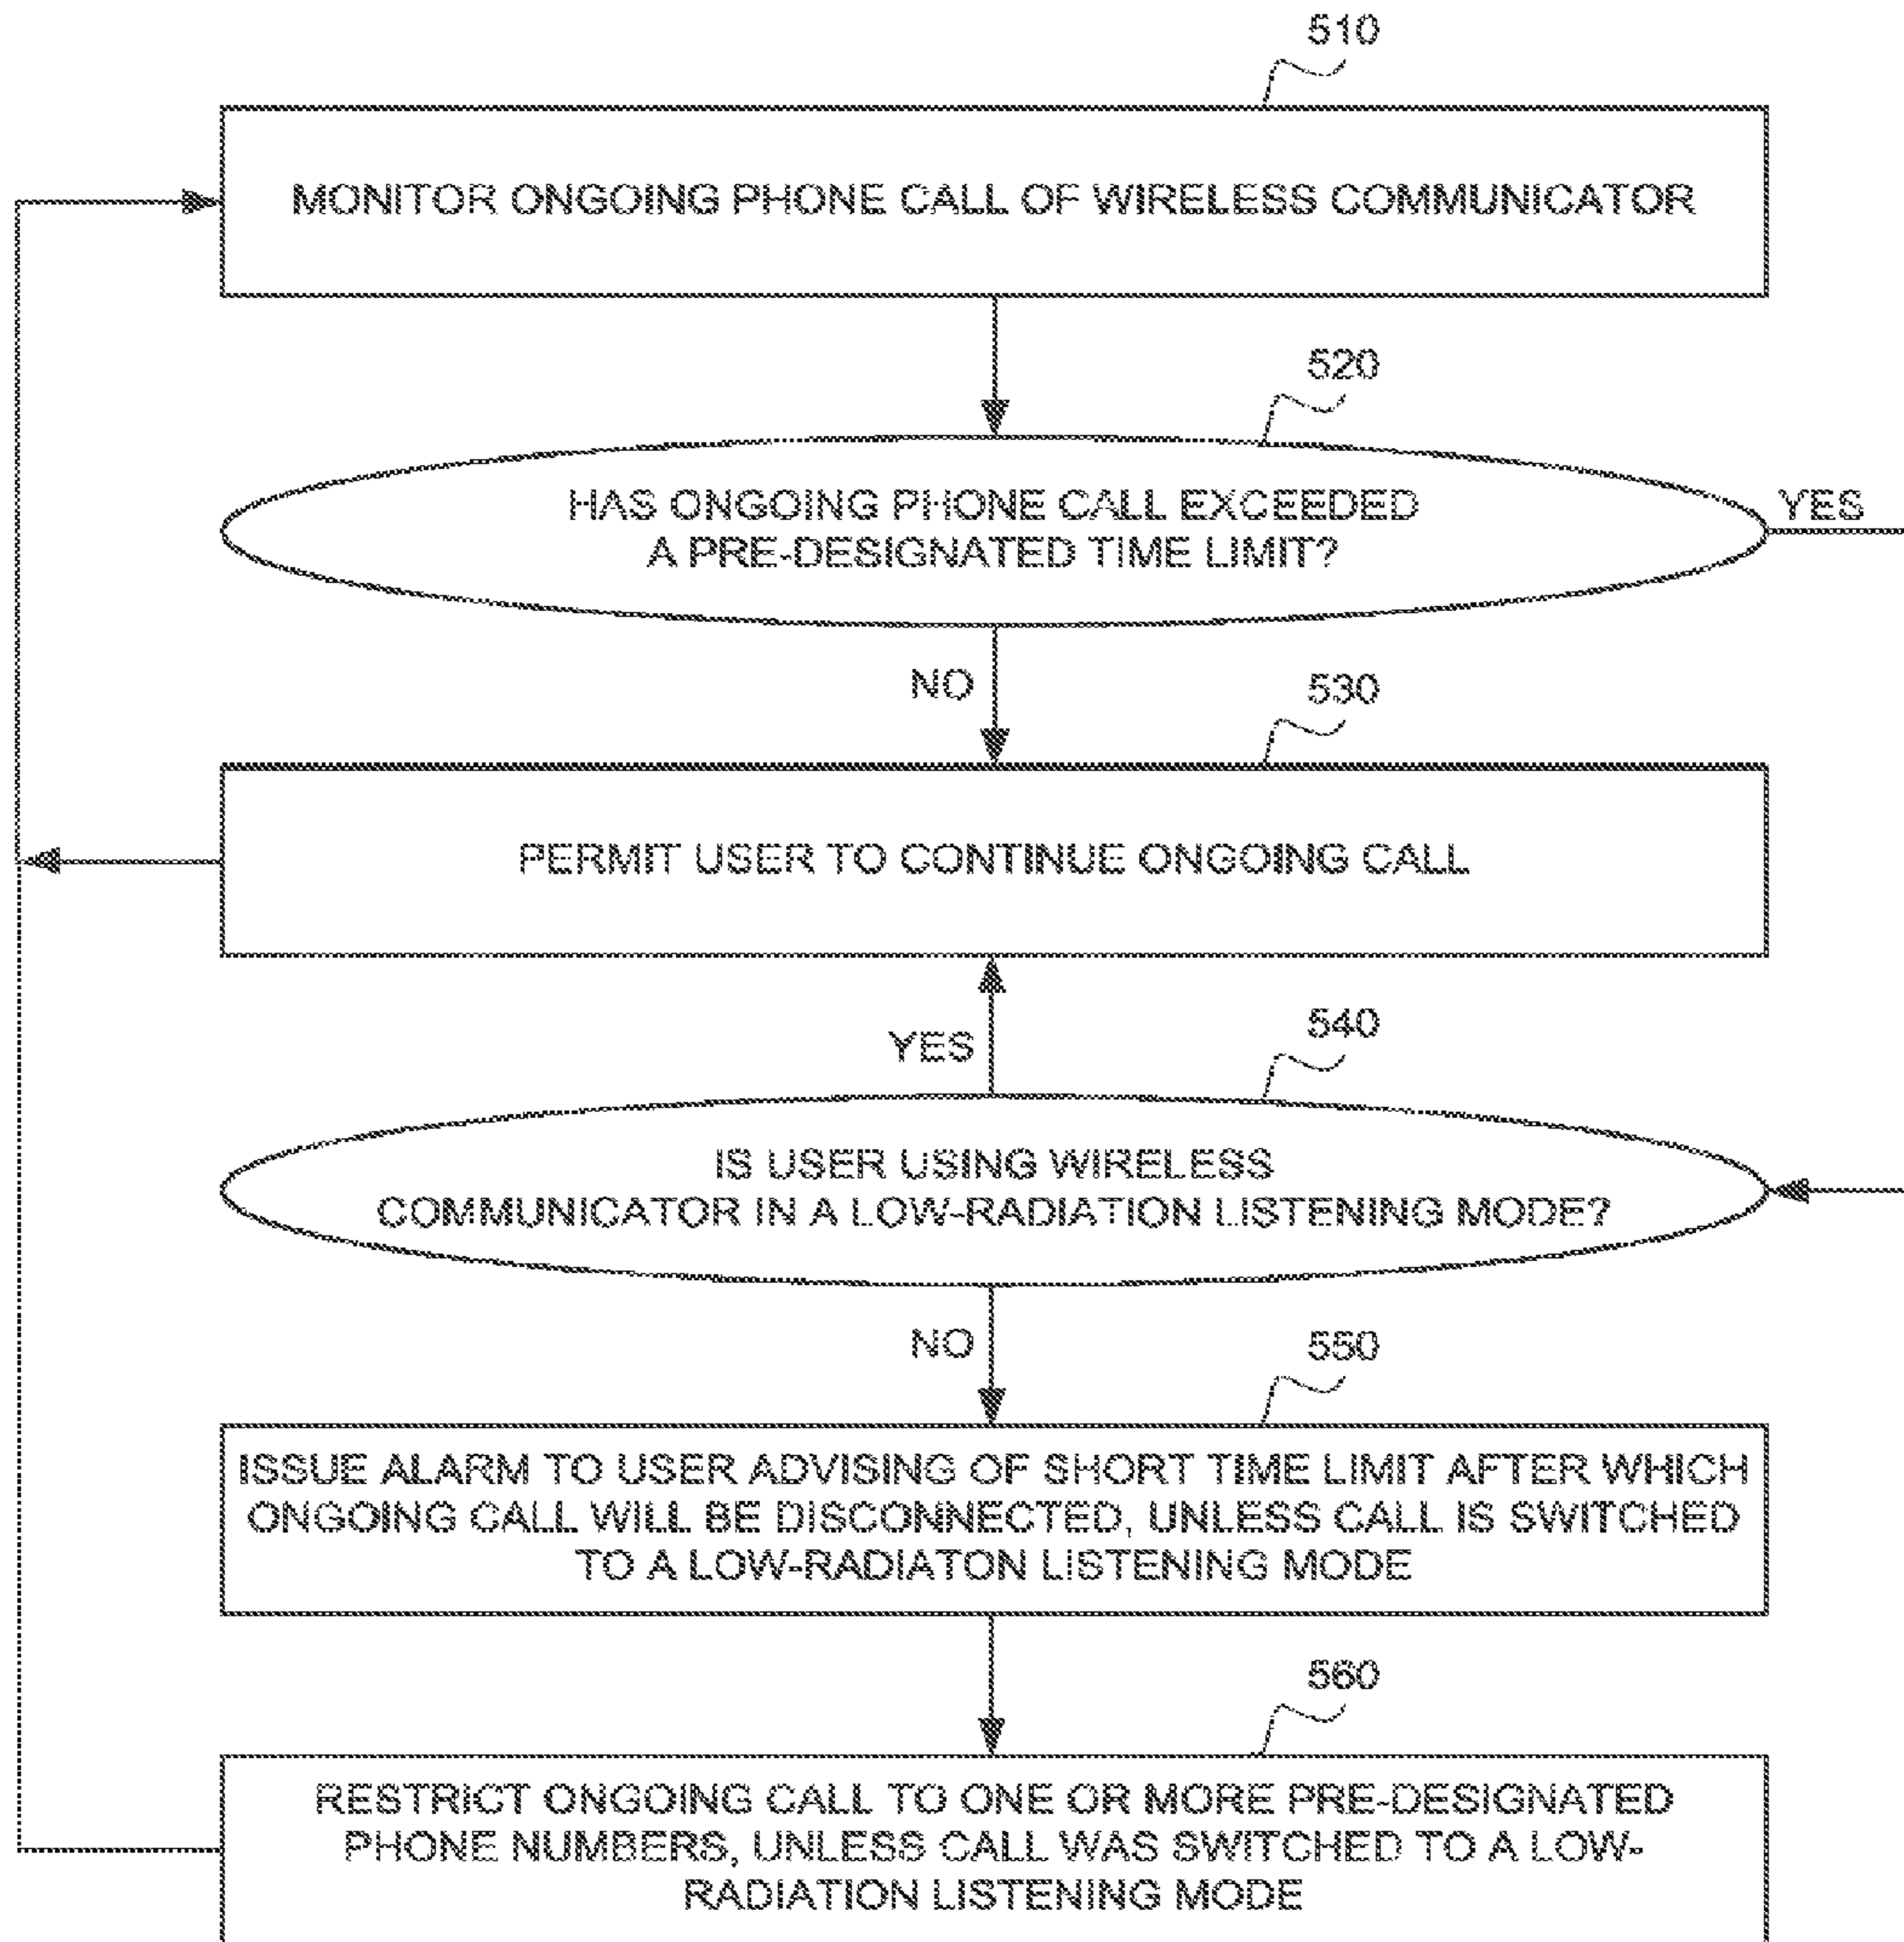 510
MONITOR ONGOING PHONE CALL OF WIRELESS COMMUNICATOR
520
HAS ONGOING PHONE CALL EXCEEDED
A PRE-DESIGNATED TIME LIMIT?
YES
NO
530
PERMIT USER TO CONTINUE ONGOING CALL
YES
540
IS USER USING WIRELESS
COMMUNICATOR IN A LOW-RADIATION LISTENING MODE?
NO
550
ISSUE ALARM TO USER ADVISING OF SHORT TIME LIMIT AFTER WHICH
ONGOING CALL WILL BE DISCONNECTED, UNLESS CALL IS SWITCHED
TO A LOW-RADIATON LISTENING MODE
560
RESTRICT ONGOING CALL TO ONE OR MORE PRE-DESIGNATED
PHONE NUMBERS, UNLESS CALL WAS SWITCHED TO A LOW-
RADIATION LISTENING MODE